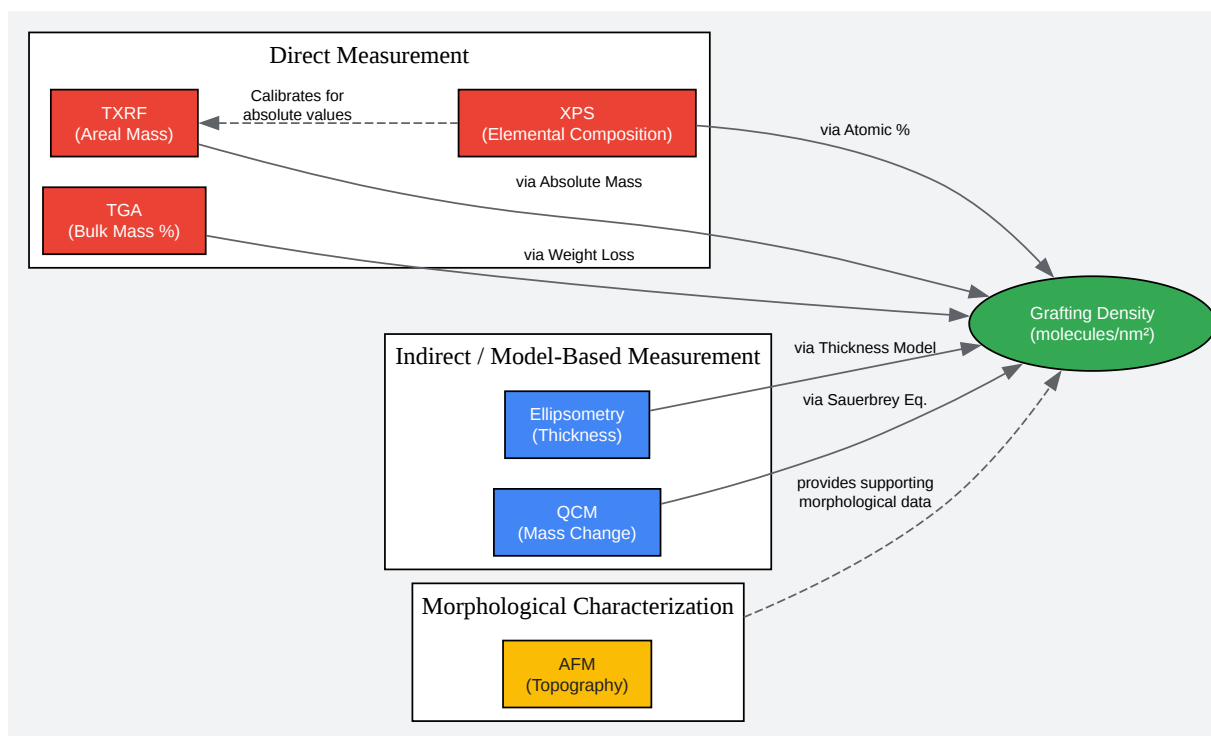 Direct Measurement
TXRF
(Areal Mass)
Calibrates for
absolute values
XPS
(Elemental Composition)
via Atomic %
via Absolute Mass
TGA
(Bulk Mass %)
via Weight Loss
Grafting Density
(molecules/nm²)
Indirect / Model-Based Measurement
via Thickness Model
Ellipsometry
(Thickness)
via Sauerbrey Eq.
QCM
(Mass Change)
provides supporting
morphological data
Morphological Characterization
AFM
(Topography)